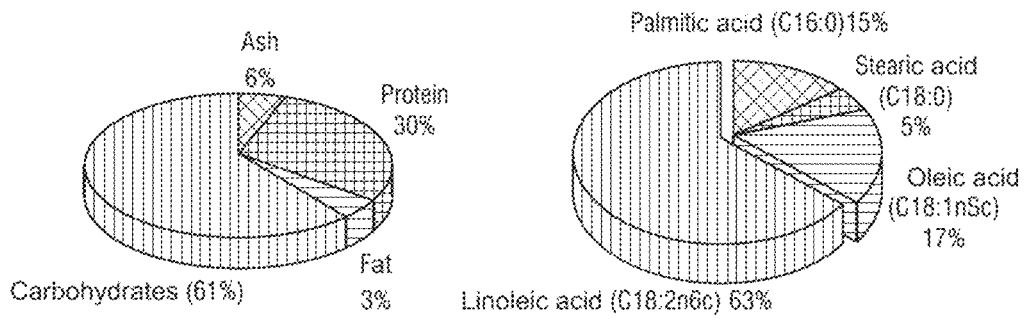 Ash
6%
Protein
30%
Fat
3%
Carbohydrates (61%)
Palmitic acid (C16:0)15%
Stearic acid
(C18:0)
5%
Oleic acid
(C18:1n5c)
17%
Linoleic acid (C18:2n6c) 63%